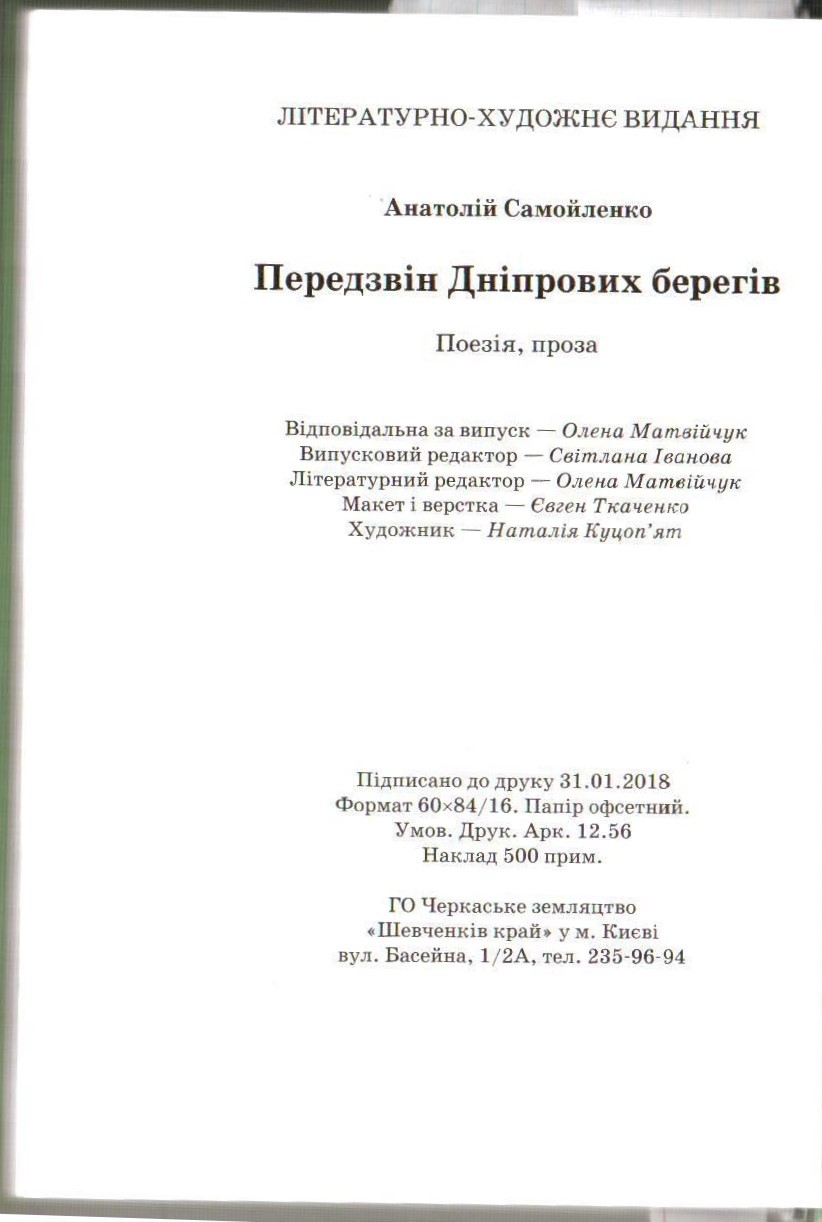 ЛІТЕРАТУРНО-ХУДОЖНЄ ВИДАННЯ
Анатолій Самойленко
Передзвін Дніпрових берегів
Поезія, проза
Відповідальна за випуск — Олена Матвійчук
Випусковий редактор — Світлана Іванова
Літературний редактор — Олена Матвійчук
Макет і верстка — Євген Ткаченко
Художник — Наталія Куцоп’ят
Підписано до друку 31.01.2018
Формат 60×84/16. Папір офсетний.
Умов. Друк. Арк. 12.56
Наклад 500 прим.
ГО Черкаське земляцтво
«Шевченків край» у м. Києві
вул. Басейна, 1/2А, тел. 235-96-94